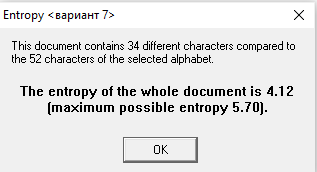 Entropy <вариант 7>
This document contains 34 different characters compared to
the 52 characters of the selected alphabet.
The entropy of the whole document is 4.12
(maximum possible entropy 5.70).
OK